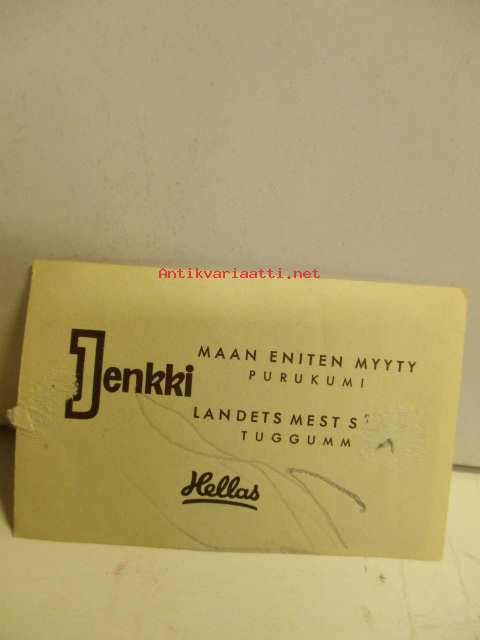 Antikvariaatti.net
Jenkki
MAAN ENITEN MYYTY
PURUKUMI
LANDETS MEST
TUGGUMM
Hellas